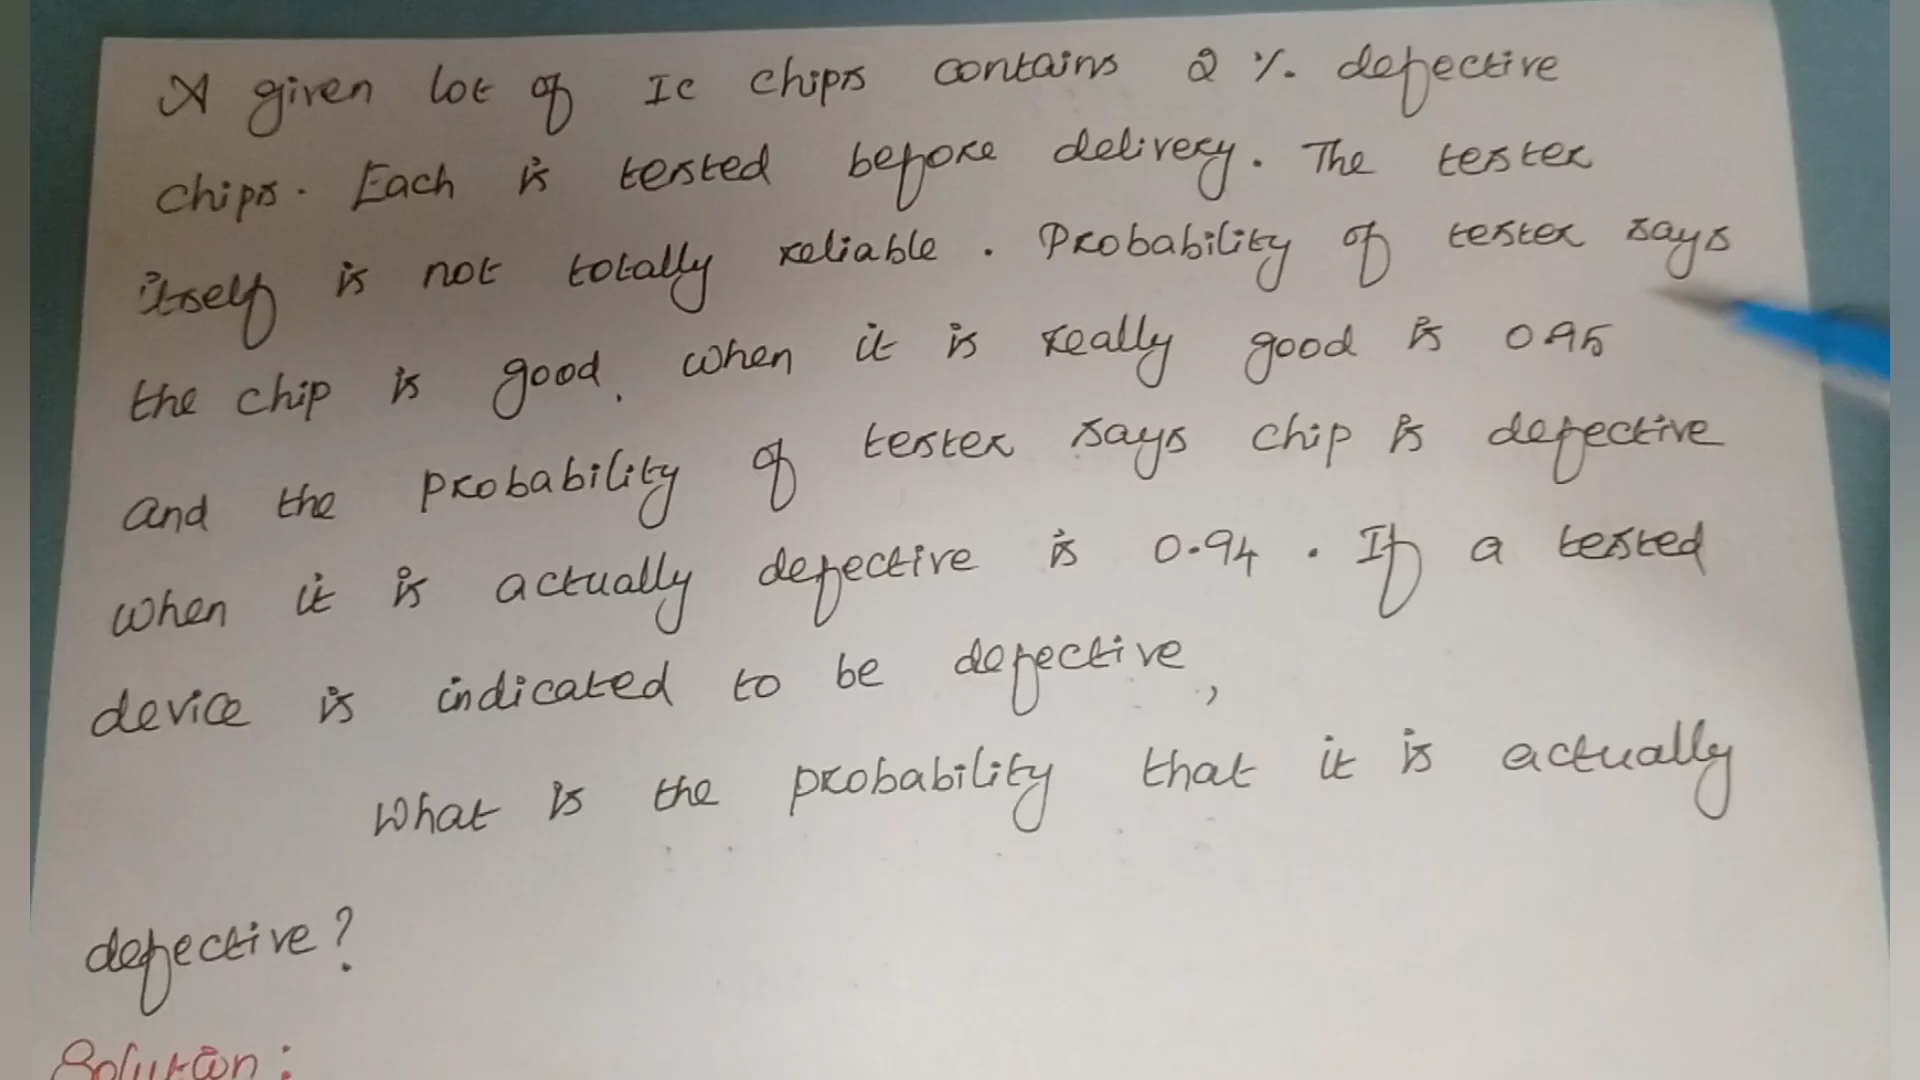 A given lot of Ic chips contains 2 %. defective
chips. Each is tested before delivery. The tester
itself is not totally reliable. Probability of tester says
the chip is good, when it is really good is 0.95
and the probability of tester says chip is defective
when it is actually defective is 0.94. If a tested
device is indicated to be defective,
What is the probability that it is actually
defective?
Solution: